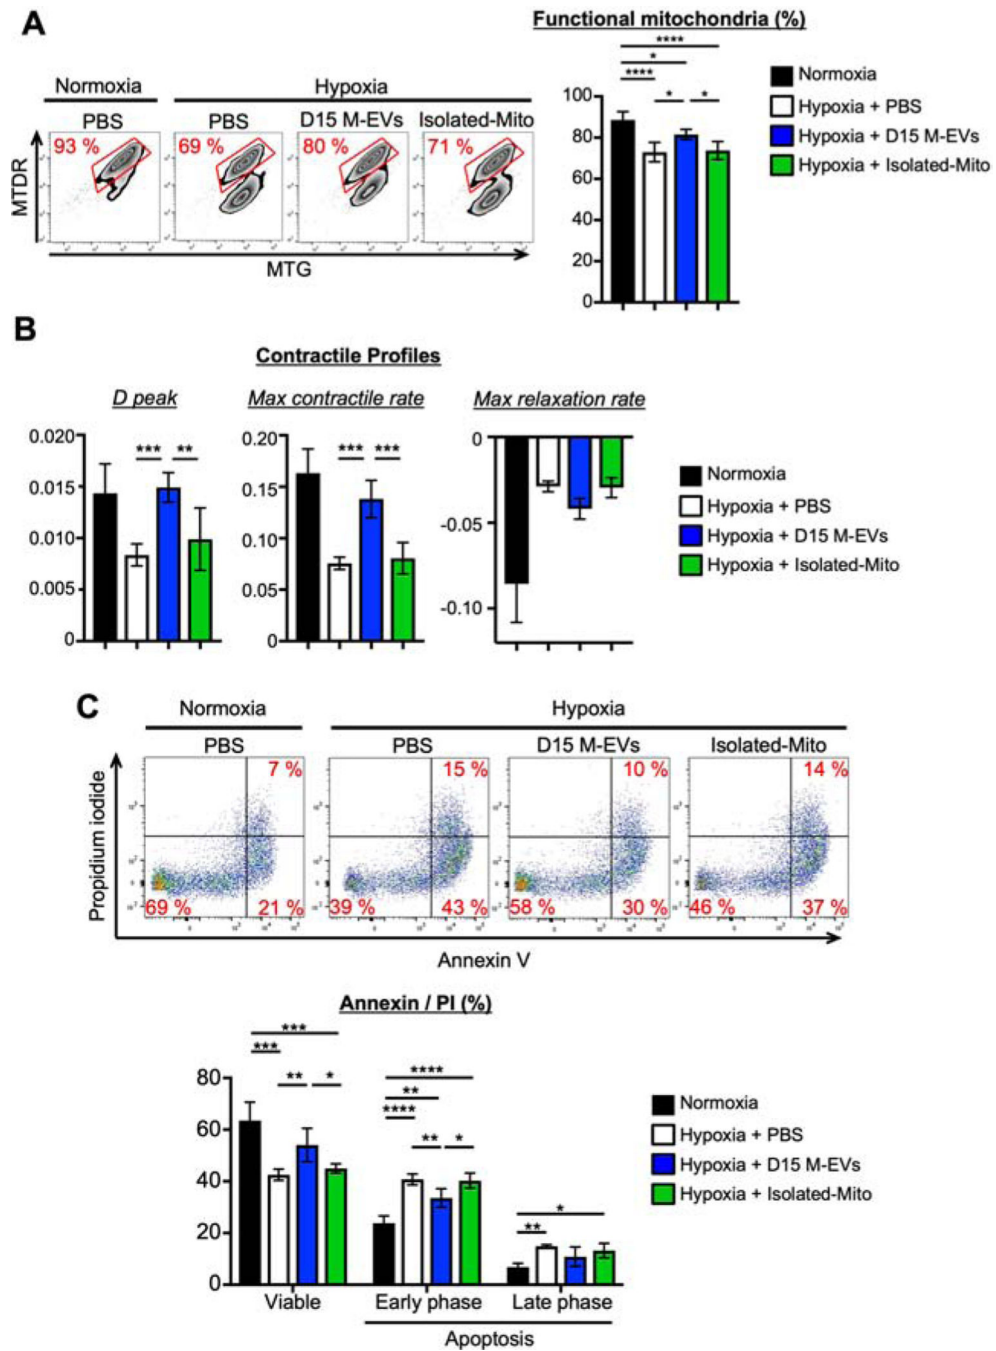 A
Functional mitochondria (%)
Normoxia
Hypoxia
PBS
PBS
D15 M-EVs
Isolated-Mito
93 %
69 %
80 %
71 %
MTDR
MTG
****
*
****
*
*
100
80
60
40
20
0
Normoxia
Hypoxia + PBS
Hypoxia + D15 M-EVs
Hypoxia + Isolated-Mito
B
Contractile Profiles
D peak
Max contractile rate
Max relaxation rate
0.020
0.015
0.010
0.005
0
***
**
0.20
0.15
0.10
0.05
0
***
***
0
-0.05
-0.10
Normoxia
Hypoxia + PBS
Hypoxia + D15 M-EVs
Hypoxia + Isolated-Mito
C
Normoxia
Hypoxia
PBS
PBS
D15 M-EVs
Isolated-Mito
7 %
15 %
10 %
14 %
69 %
21 %
39 %
43 %
58 %
30 %
46 %
37 %
Propidium iodide
Annexin V
Annexin / PI (%)
***
***
**
*
****
**
****
**
*
*
**
80
60
40
20
0
Viable
Early phase
Late phase
Apoptosis
Normoxia
Hypoxia + PBS
Hypoxia + D15 M-EVs
Hypoxia + Isolated-Mito